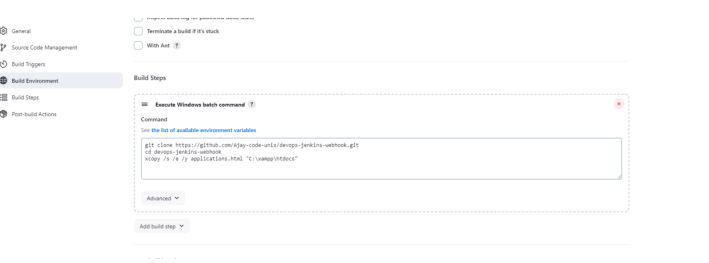 General
Source Code Management
Build Triggers
Build Environment
Build Steps
Post-build Actions
Terminate a build if it's stuck
With Ant ?
Build Steps
Execute Windows batch command ?
Command
See the list of available environment variables
git clone https://github.com/Ajay-code-unix/devops-jenkins-webhook.git
cd devops-jenkins-webhook
xcopy /s /e /y applications.html "C:\xampp\htdocs"
Advanced
Add build step